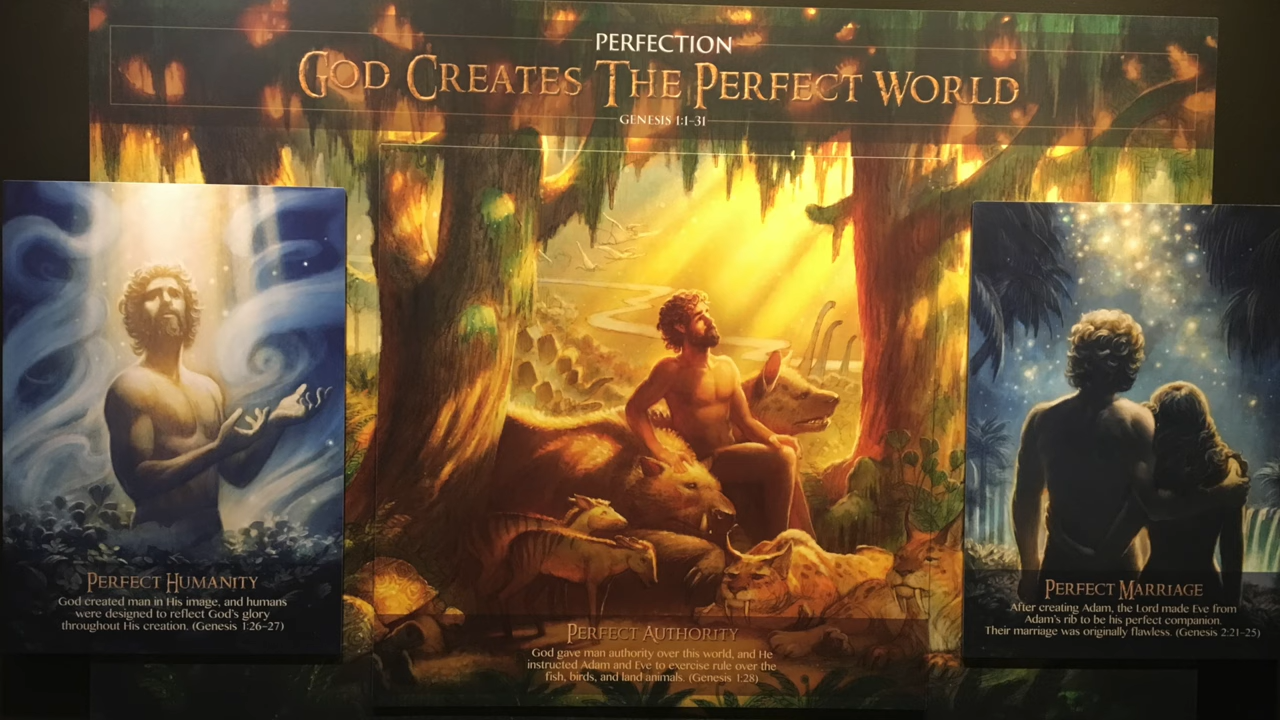 PERFECTION
GOD CREATES THE PERFECT WORLD
GENESIS 1:1–31
PERFECT HUMANITY
God created man in His image, and humans
were designed to reflect God's glory
throughout His creation. (Genesis 1:26–27)
PERFECT AUTHORITY
God gave man authority over this world, and He
instructed Adam and Eve to exercise rule over the
fish, birds, and land animals. (Genesis 1:28)
PERFECT MARRIAGE
After creating Adam, the Lord made Eve from
Adam's rib to be his perfect companion.
Their marriage was originally flawless. (Genesis 2:21–25)